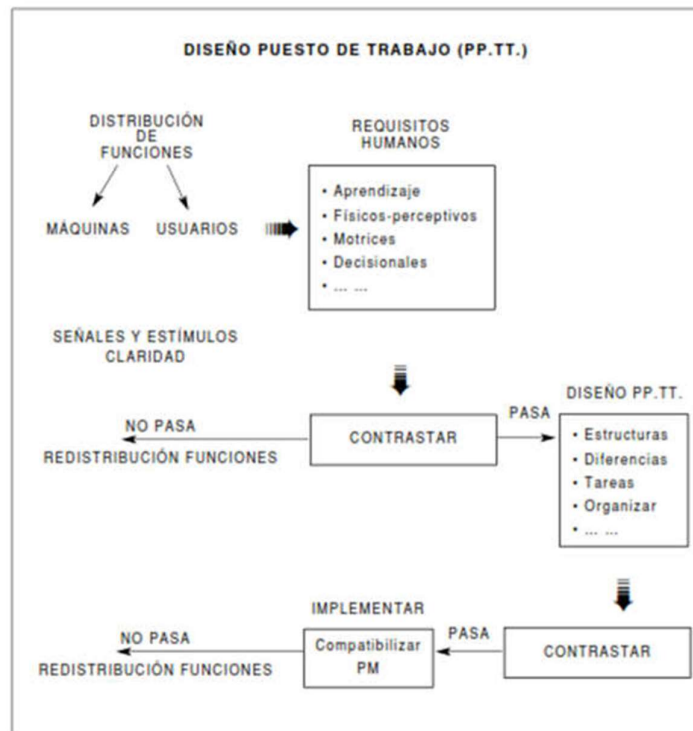 DISEÑO PUESTO DE TRABAJO (PP.TT.)
DISTRIBUCIÓN
DE
FUNCIONES
MÁQUINAS
USUARIOS
REQUISITOS
HUMANOS
• Aprendizaje
• Físicos-perceptivos
• Motrices
• Decisionales
• ... ...
SEÑALES Y ESTÍMULOS
CLARIDAD
NO PASA
REDISTRIBUCIÓN FUNCIONES
CONTRASTAR
PASA
DISEÑO PP.TT.
• Estructuras
• Diferencias
• Tareas
• Organizar
• ... ...
IMPLEMENTAR
NO PASA
REDISTRIBUCIÓN FUNCIONES
Compatibilizar
PM
PASA
CONTRASTAR